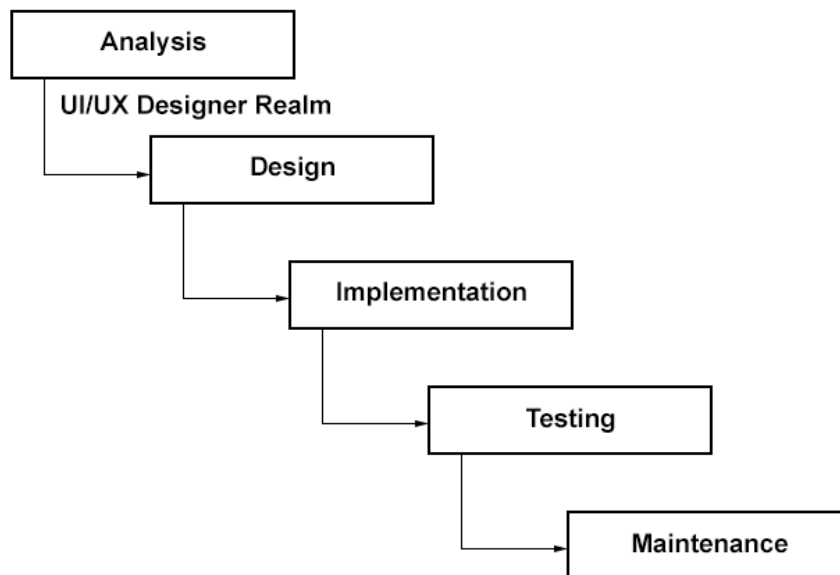 Analysis
UI/UX Designer Realm
Design
Implementation
Testing
Maintenance